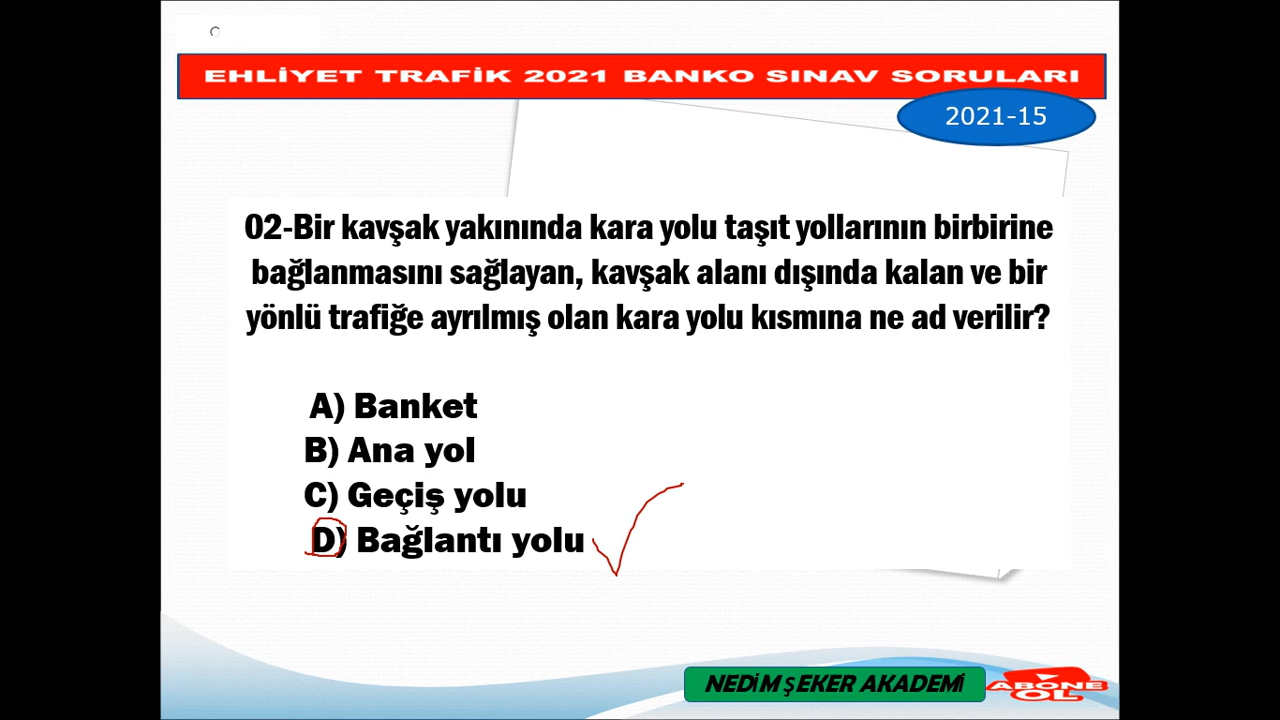 EHLİYET TRAFİK 2021 BANKO SINAV SORULARI
2021-15
02-Bir kavşak yakınında kara yolu taşıt yollarının birbirine
bağlanmasını sağlayan, kavşak alanı dışında kalan ve bir
yönlü trafiğe ayrılmış olan kara yolu kısmına ne ad verilir?
A) Banket
B) Ana yol
C) Geçiş yolu
D) Bağlantı yolu
NEDİM ŞEKER AKADEMİ
ABONE
OL